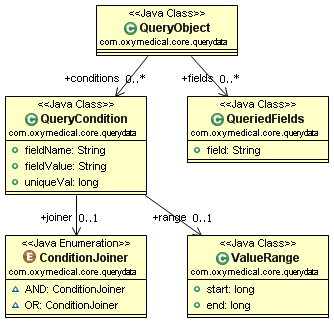 <<Java Class>>
QueryObject
com.oxymedical.core.querydata
+conditions 0..*
+fields 0..*
<<Java Class>>
QueryCondition
com.oxymedical.core.querydata
fieldName: String
fieldValue: String
uniqueVal: long
<<Java Class>>
QueriedFields
com.oxymedical.core.querydata
field: String
+joiner 0..1
+range 0..1
<<Java Enumeration>>
E ConditionJoiner
com.oxymedical.core.querydata
AND: ConditionJoiner
OR: ConditionJoiner
<<Java Class>>
ValueRange
com.oxymedical.core.querydata
start: long
end: long